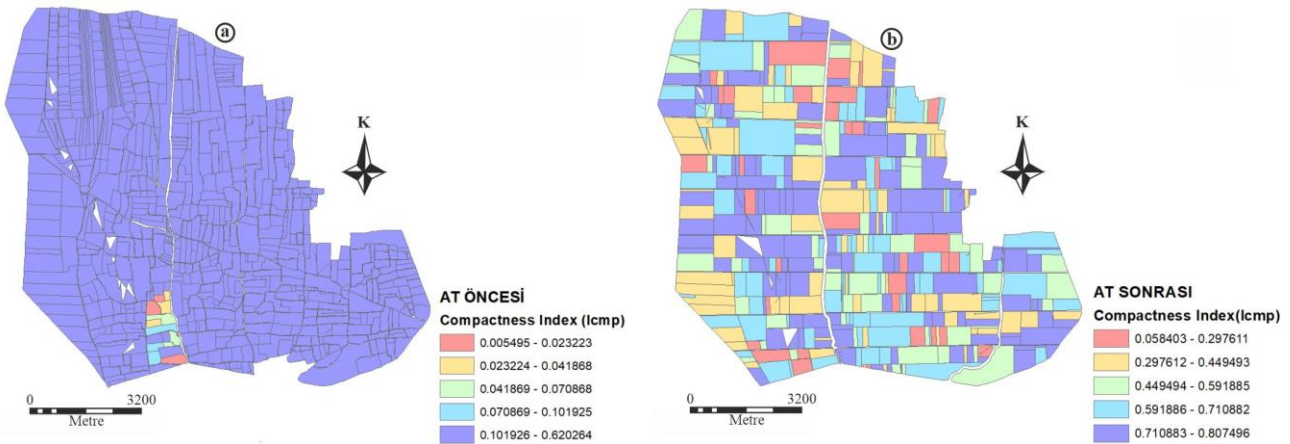 a
K
AT ÖNCESİ
Compactness Index (Icmp)
0.005495 - 0.023223
0.023224 - 0.041868
0.041869 - 0.070868
0.070869 - 0.101925
0.101926 - 0.620264
0 3200
Metre
b
K
AT SONRASI
Compactness Index(Icmp)
0.058403 - 0.297611
0.297612 - 0.449493
0.449494 - 0.591885
0.591886 - 0.710882
0.710883 - 0.807496
0 3200
Metre